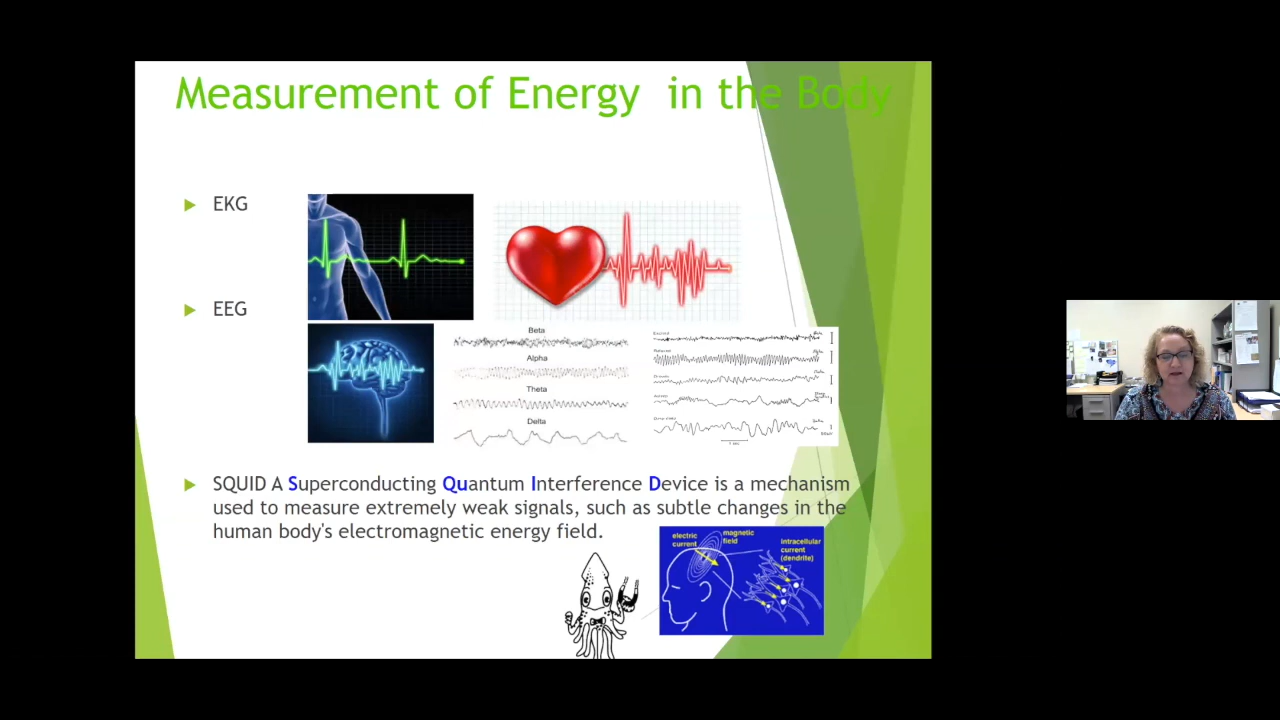 Measurement of Energy in the Body
EKG
EEG
Beta
Alpha
Theta
Delta
SQUID A Superconducting Quantum Interference Device is a mechanism
used to measure extremely weak signals, such as subtle changes in the
human body's electromagnetic energy field.
electric
current
magnetic
field
intracellular
current
(dendrite)